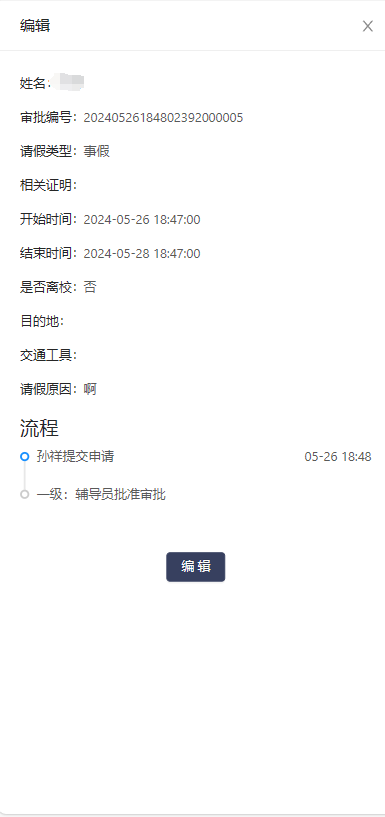 编辑
姓名：
审批编号：20240526184802392000005
请假类型：事假
相关证明：
开始时间：2024-05-26 18:47:00
结束时间：2024-05-28 18:47:00
是否离校：否
目的地：
交通工具：
请假原因：啊
流程
孙祥提交申请 05-26 18:48
一级：辅导员批准审批
编 辑